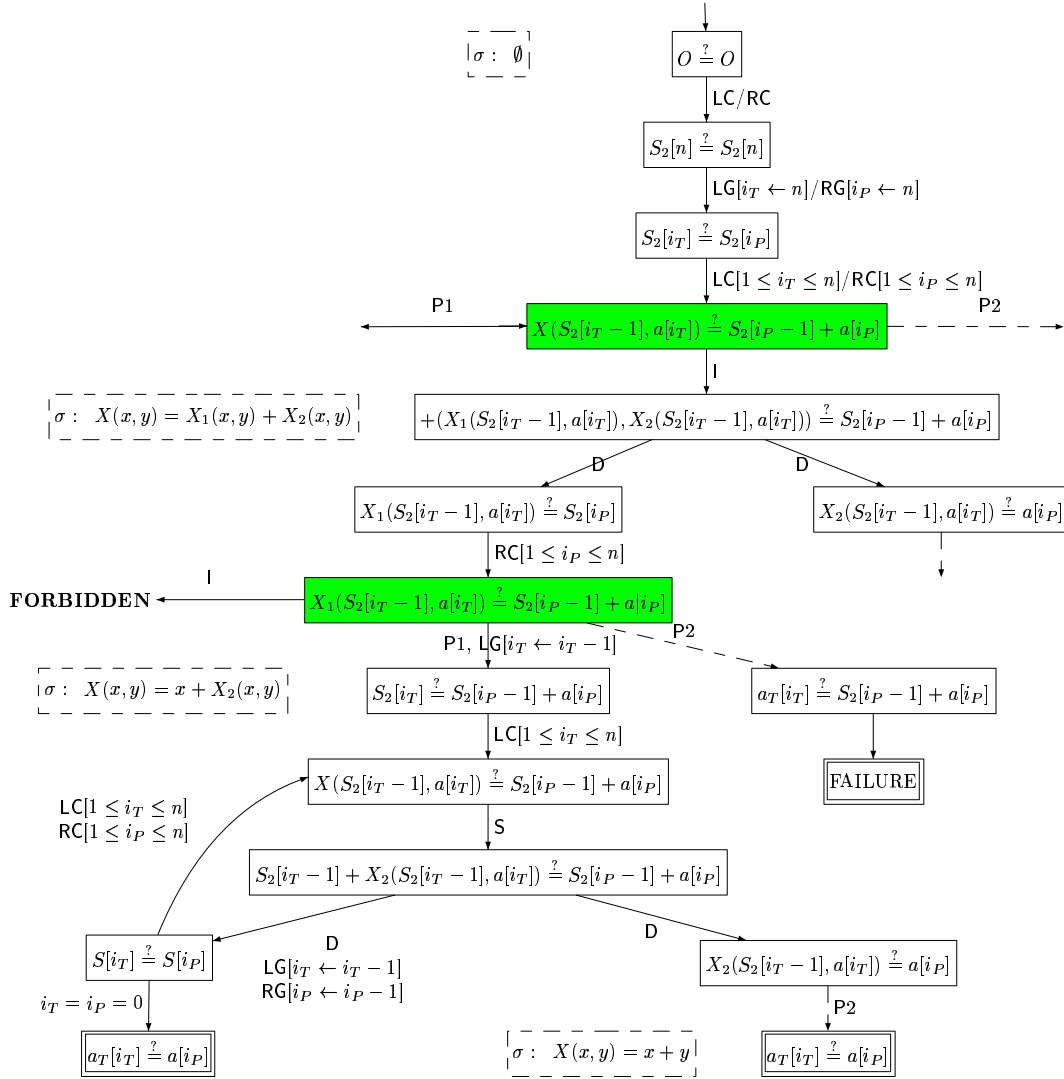 σ : ∅
O ≟ O
LC/RC
S₂[n] ≟ S₂[n]
LG[i_T ← n]/RG[i_P ← n]
S₂[i_T] ≟ S₂[i_P]
LC[1 ≤ i_T ≤ n]/RC[1 ≤ i_P ≤ n]
P1
X(S₂[i_T − 1], a[i_T]) ≟ S₂[i_P − 1] + a[i_P]
P2
I
σ : X(x, y) = X₁(x, y) + X₂(x, y)
+(X₁(S₂[i_T − 1], a[i_T]), X₂(S₂[i_T − 1], a[i_T])) ≟ S₂[i_P − 1] + a[i_P]
D
D
X₁(S₂[i_T − 1], a[i_T]) ≟ S₂[i_P]
X₂(S₂[i_T − 1], a[i_T]) ≟ a[i_P]
RC[1 ≤ i_P ≤ n]
I
FORBIDDEN
X₁(S₂[i_T − 1], a[i_T]) ≟ S₂[i_P − 1] + a|i_P]
P1, LG[i_T ← i_T − 1]
P2
σ : X(x, y) = x + X₂(x, y)
S₂[i_T] ≟ S₂[i_P − 1] + a[i_P]
a_T[i_T] ≟ S₂[i_P − 1] + a[i_P]
LC[1 ≤ i_T ≤ n]
X(S₂[i_T − 1], a[i_T]) ≟ S₂[i_P − 1] + a[i_P]
FAILURE
LC[1 ≤ i_T ≤ n]
RC[1 ≤ i_P ≤ n]
S
S₂[i_T − 1] + X₂(S₂[i_T − 1], a[i_T]) ≟ S₂[i_P − 1] + a[i_P]
D
LG[i_T ← i_T − 1]
RG[i_P ← i_P − 1]
D
S[i_T] ≟ S[i_P]
X₂(S₂[i_T − 1], a[i_T]) ≟ a[i_P]
i_T = i_P = 0
P2
a_T[i_T] ≟ a[i_P]
σ : X(x, y) = x + y
a_T[i_T] ≟ a[i_P]